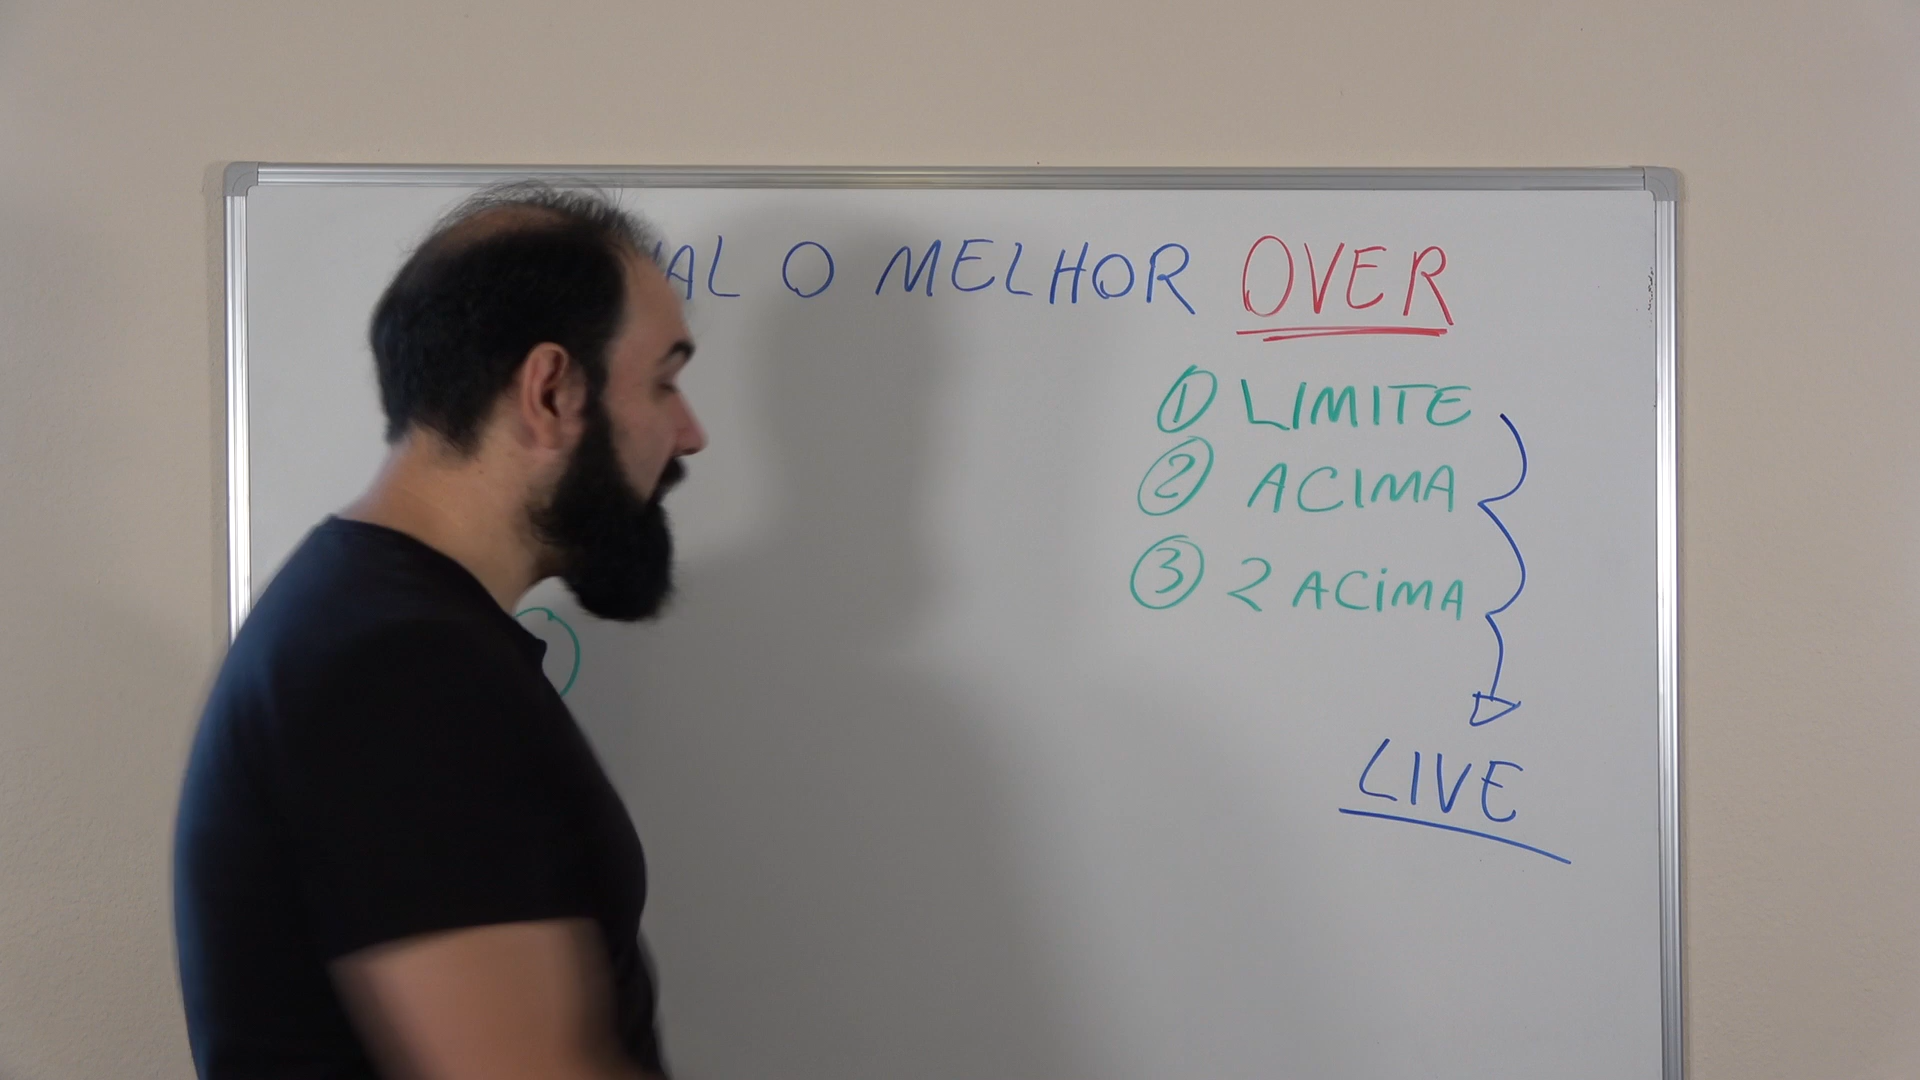 AL O MELHOR OVER
① LIMITE
② ACIMA
③ 2 ACIMA
LIVE